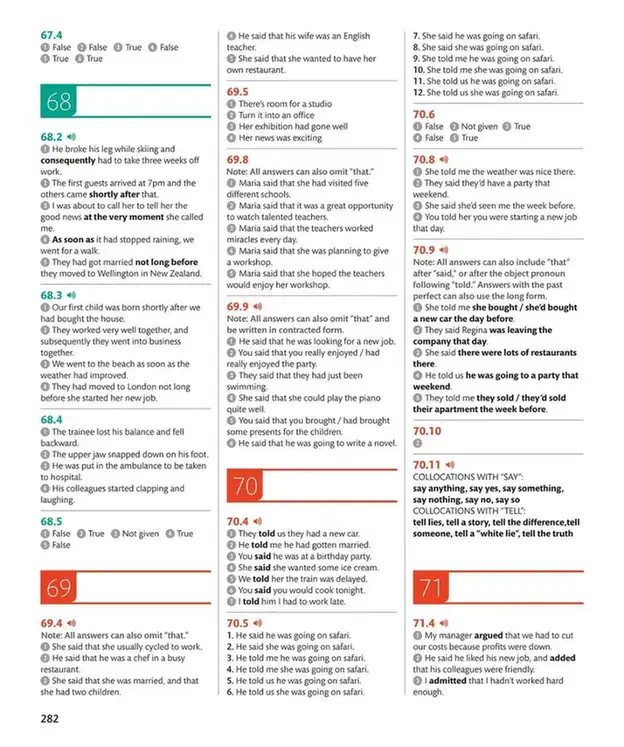 67.4
1 False 2 False 3 True 4 False
5 True 6 True
68
68.2
1 He broke his leg while skiing and
consequently had to take three weeks off
work.
2 The first guests arrived at 7pm and the
others came shortly after that.
3 I was about to call her to tell her the
good news at the very moment she called
me.
4 As soon as it had stopped raining, we
went for a walk.
5 They had got married not long before
they moved to Wellington in New Zealand.
68.3
1 Our first child was born shortly after we
had bought the house.
2 They worked very well together, and
subsequently they went into business
together.
3 We went to the beach as soon as the
weather had improved.
4 They had moved to London not long
before she started her new job.
68.4
1 The trainee lost his balance and fell
backward.
2 The upper jaw snapped down on his foot.
3 He was put in the ambulance to be taken
to hospital.
4 His colleagues started clapping and
laughing.
68.5
1 False 2 True 3 Not given 4 True
5 False
69
69.4
Note: All answers can also omit "that."
1 She said that she usually cycled to work.
2 He said that he was a chef in a busy
restaurant.
3 She said that she was married, and that
she had two children.
4 He said that his wife was an English
teacher.
5 She said that she wanted to have her
own restaurant.
69.5
1 There's room for a studio
2 Turn it into an office
3 Her exhibition had gone well
4 Her news was exciting
69.8
Note: All answers can also omit "that."
1 Maria said that she had visited five
different schools.
2 Maria said that it was a great opportunity
to watch talented teachers.
3 Maria said that the teachers worked
miracles every day.
4 Maria said that she was planning to give
a workshop.
5 Maria said that she hoped the teachers
would enjoy her workshop.
69.9
Note: All answers can also omit "that" and
be written in contracted form.
1 He said that he was looking for a new job.
2 You said that you really enjoyed / had
really enjoyed the party.
3 They said that they had just been
swimming.
4 She said that she could play the piano
quite well.
5 You said that you brought / had brought
some presents for the children.
6 He said that he was going to write a novel.
70
70.4
1 They told us they had a new car.
2 He told me he had gotten married.
3 You said he was at a birthday party.
4 She said she wanted some ice cream.
5 We told her the train was delayed.
6 You said you would cook tonight.
7 I told him I had to work late.
70.5
1. He said he was going on safari.
2. He said she was going on safari.
3. He told me he was going on safari.
4. He told me she was going on safari.
5. He told us he was going on safari.
6. He told us she was going on safari.
7. She said he was going on safari.
8. She said she was going on safari.
9. She told me he was going on safari.
10. She told me she was going on safari.
11. She told us he was going on safari.
12. She told us she was going on safari.
70.6
1 False 2 Not given 3 True
4 False 5 True
70.8
1 She told me the weather was nice there.
2 They said they'd have a party that
weekend.
3 She said she'd seen me the week before.
4 You told her you were starting a new job
that day.
70.9
Note: All answers can also include "that"
after "said," or after the object pronoun
following "told." Answers with the past
perfect can also use the long form.
1 She told me she bought / she'd bought
a new car the day before.
2 They said Regina was leaving the
company that day.
3 She said there were lots of restaurants
there.
4 He told us he was going to a party that
weekend.
5 They told me they sold / they'd sold
their apartment the week before.
70.10
2
70.11
COLLOCATIONS WITH "SAY":
say anything, say yes, say something,
say nothing, say no, say so
COLLOCATIONS WITH "TELL":
tell lies, tell a story, tell the difference,tell
someone, tell a "white lie", tell the truth
71
71.4
1 My manager argued that we had to cut
our costs because profits were down.
2 He said he liked his new job, and added
that his colleagues were friendly.
3 I admitted that I hadn't worked hard
enough.
282